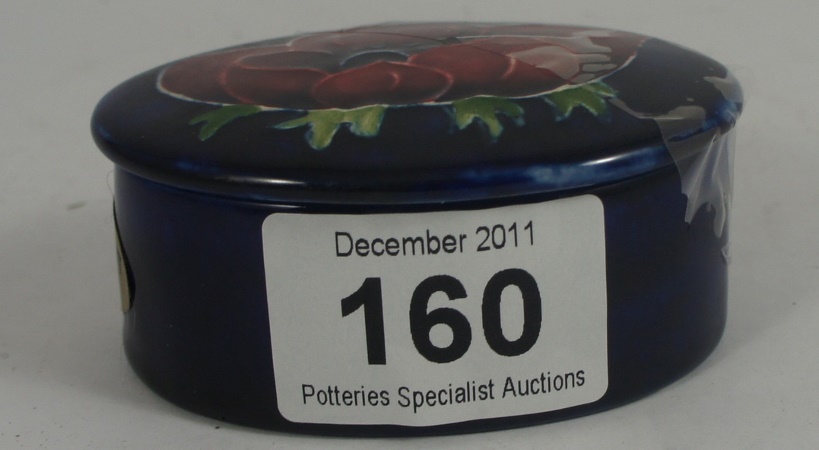 December 2011
160
Potteries Specialist Auctions